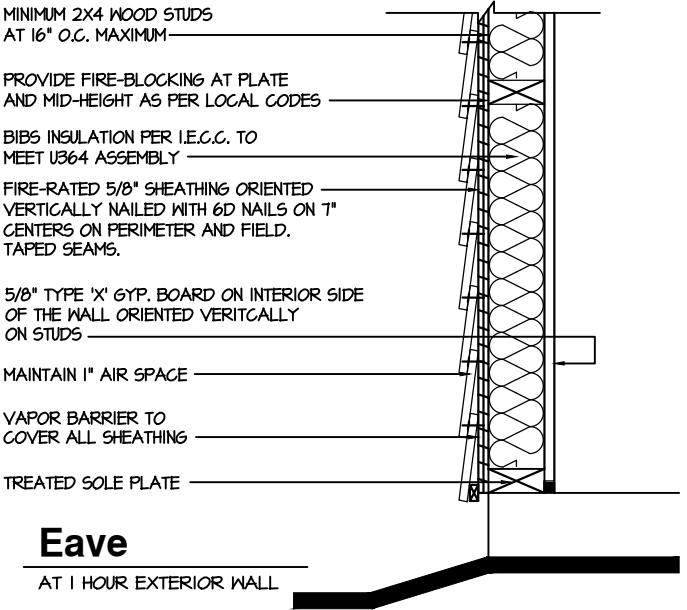 MINIMUM 2X4 WOOD STUDS
AT 16" O.C. MAXIMUM
PROVIDE FIRE-BLOCKING AT PLATE
AND MID-HEIGHT AS PER LOCAL CODES
BIBS INSULATION PER I.E.C.C. TO
MEET U364 ASSEMBLY
FIRE-RATED 5/8" SHEATHING ORIENTED
VERTICALLY NAILED WITH 6D NAILS ON 7"
CENTERS ON PERIMETER AND FIELD.
TAPED SEAMS.
5/8" TYPE 'X' GYP. BOARD ON INTERIOR SIDE
OF THE WALL ORIENTED VERITCALLY
ON STUDS
MAINTAIN 1" AIR SPACE
VAPOR BARRIER TO
COVER ALL SHEATHING
TREATED SOLE PLATE
Eave
AT 1 HOUR EXTERIOR WALL